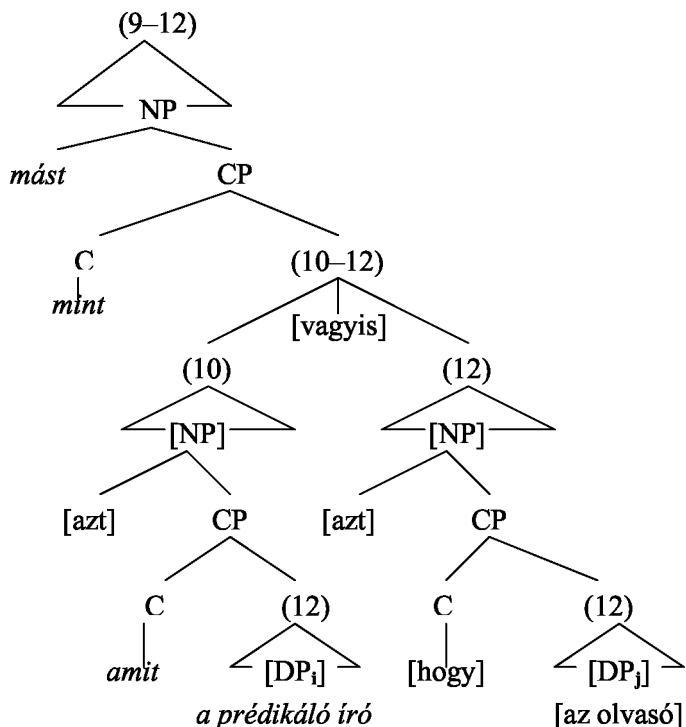 (9–12)
NP
mást CP
C (10–12)
mint
[vagyis]
(10) (12)
[NP] [NP]
[azt] CP [azt] CP
C (12) C (12)
amit [DPi] [hogy] [DPj]
a prédikáló író [az olvasó]